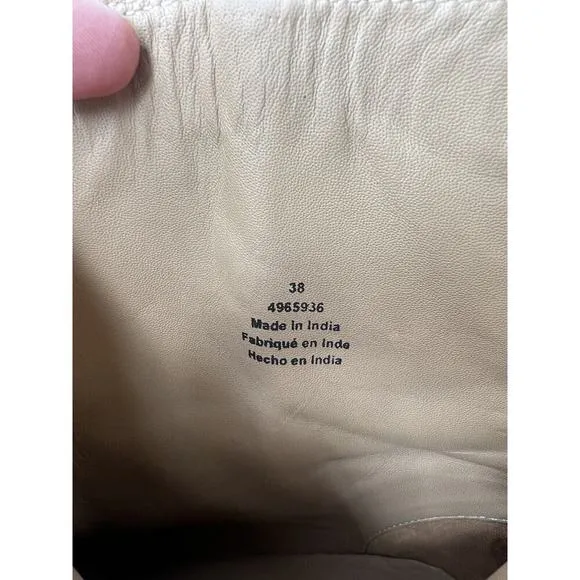 38
4965936
Made in India
Fabriqué en Inde
Hecho en India